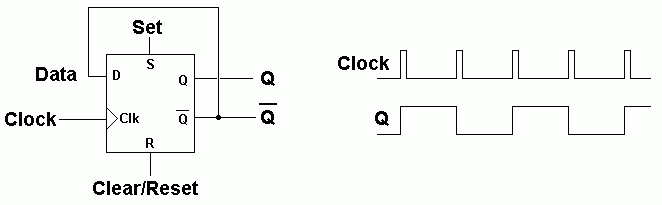 Set
Data
D
S
Q
Q
Clock
Clk
Q̅
Q̅
R
Clear/Reset
Clock
Q